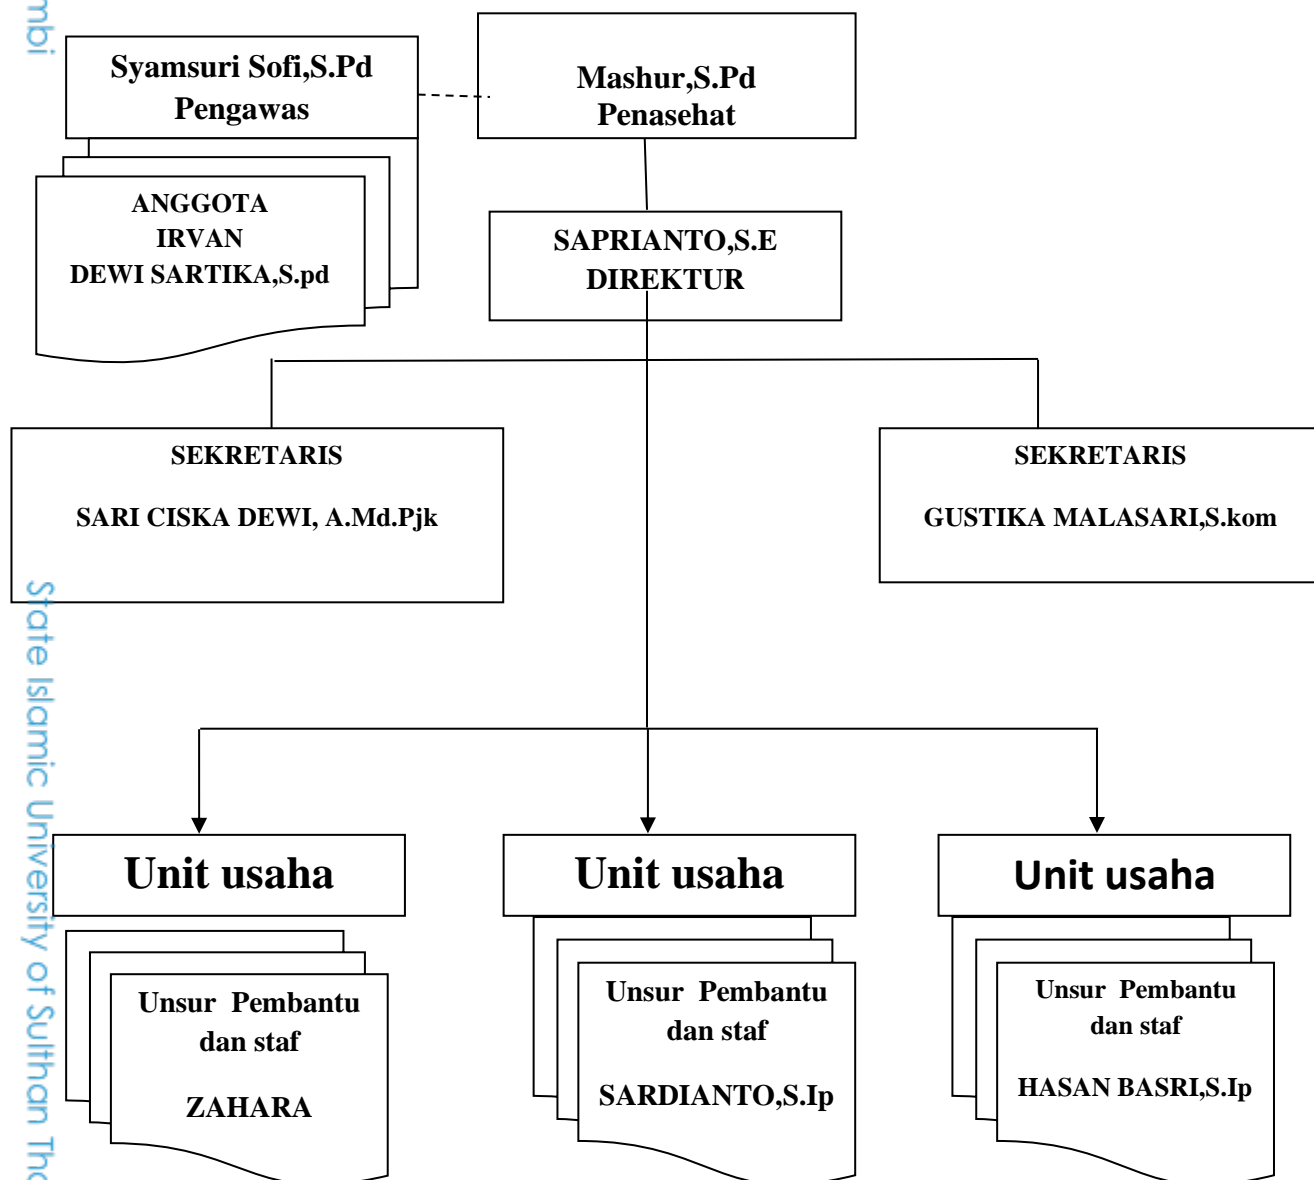 mbi
Syamsuri Sofi,S.Pd
Pengawas
Mashur,S.Pd
Penasehat
ANGGOTA
IRVAN
DEWI SARTIKA,S.pd
SAPRIANTO,S.E
DIREKTUR
SEKRETARIS
SARI CISKA DEWI, A.Md.Pjk
SEKRETARIS
GUSTIKA MALASARI,S.kom
State Islamic University of Sulthan Tha
Unit usaha
Unit usaha
Unit usaha
Unsur Pembantu
dan staf
ZAHARA
Unsur Pembantu
dan staf
SARDIANTO,S.Ip
Unsur Pembantu
dan staf
HASAN BASRI,S.Ip